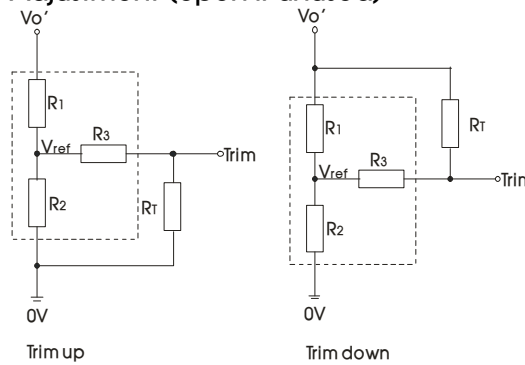 Vo'
R1
Vref
R3
Trim
R2
RT
0V
Trim up
Vo'
R1
RT
Vref
R3
Trim
R2
0V
Trim down